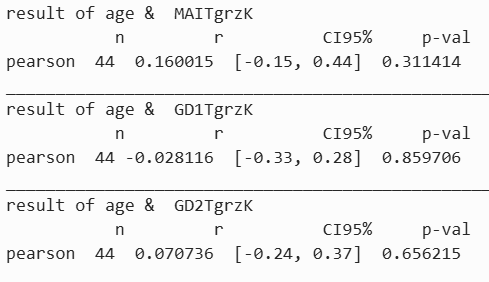 result of age &  MAITgrzK
n         r          CI95%     p-val
pearson  44  0.160015  [-0.15, 0.44]  0.311414
result of age &  GD1TgrzK
n         r          CI95%     p-val
pearson  44 -0.028116  [-0.33, 0.28]  0.859706
result of age &  GD2TgrzK
n         r          CI95%     p-val
pearson  44  0.070736  [-0.24, 0.37]  0.656215